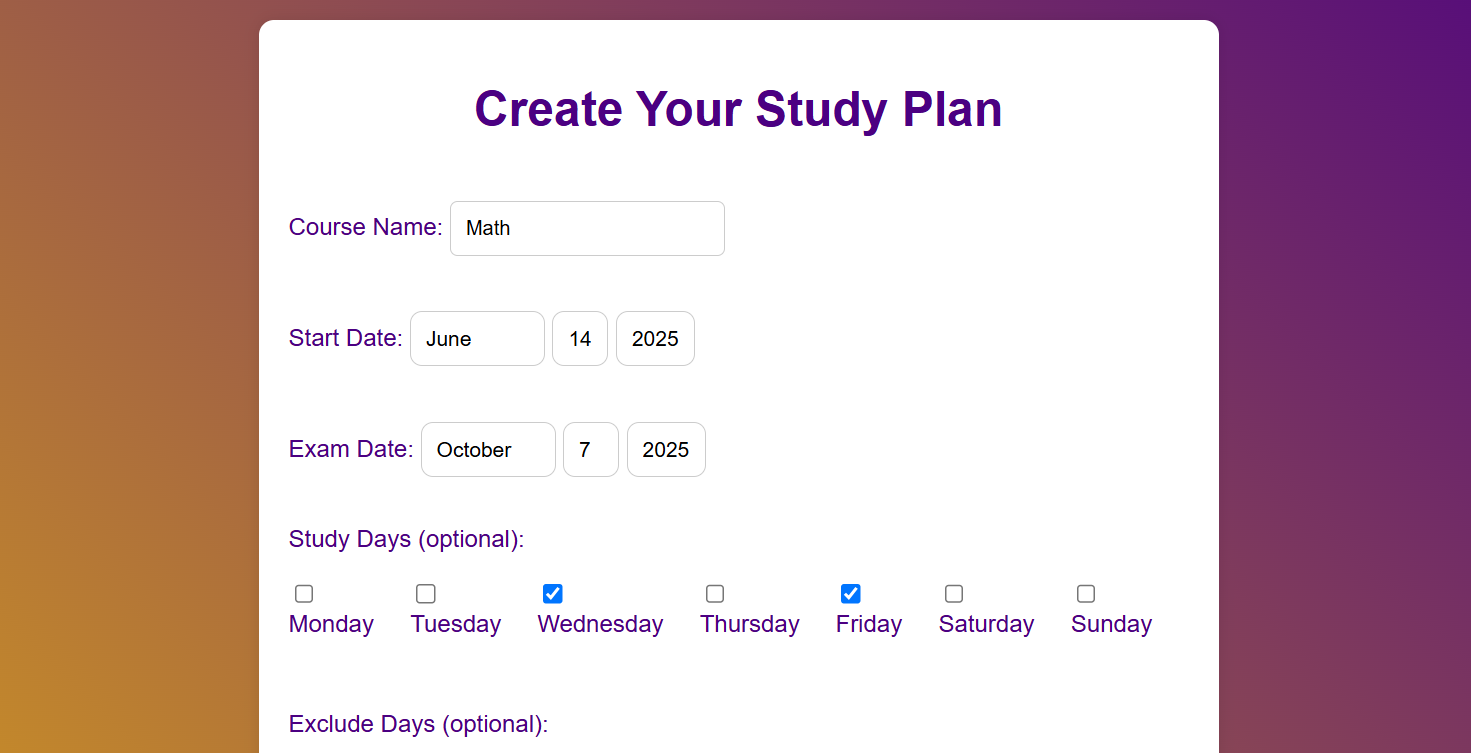 Create Your Study Plan
Course Name: Math
Start Date: June 14 2025
Exam Date: October 7 2025
Study Days (optional):
Monday Tuesday Wednesday Thursday Friday Saturday Sunday
Exclude Days (optional):